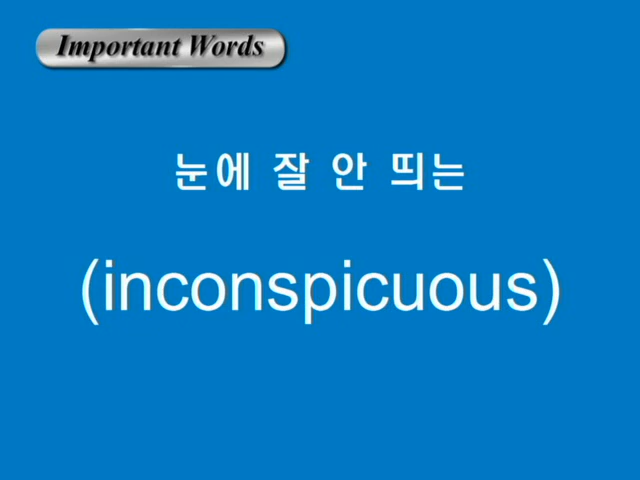 Important Words
눈에 잘 안 띄는
(inconspicuous)